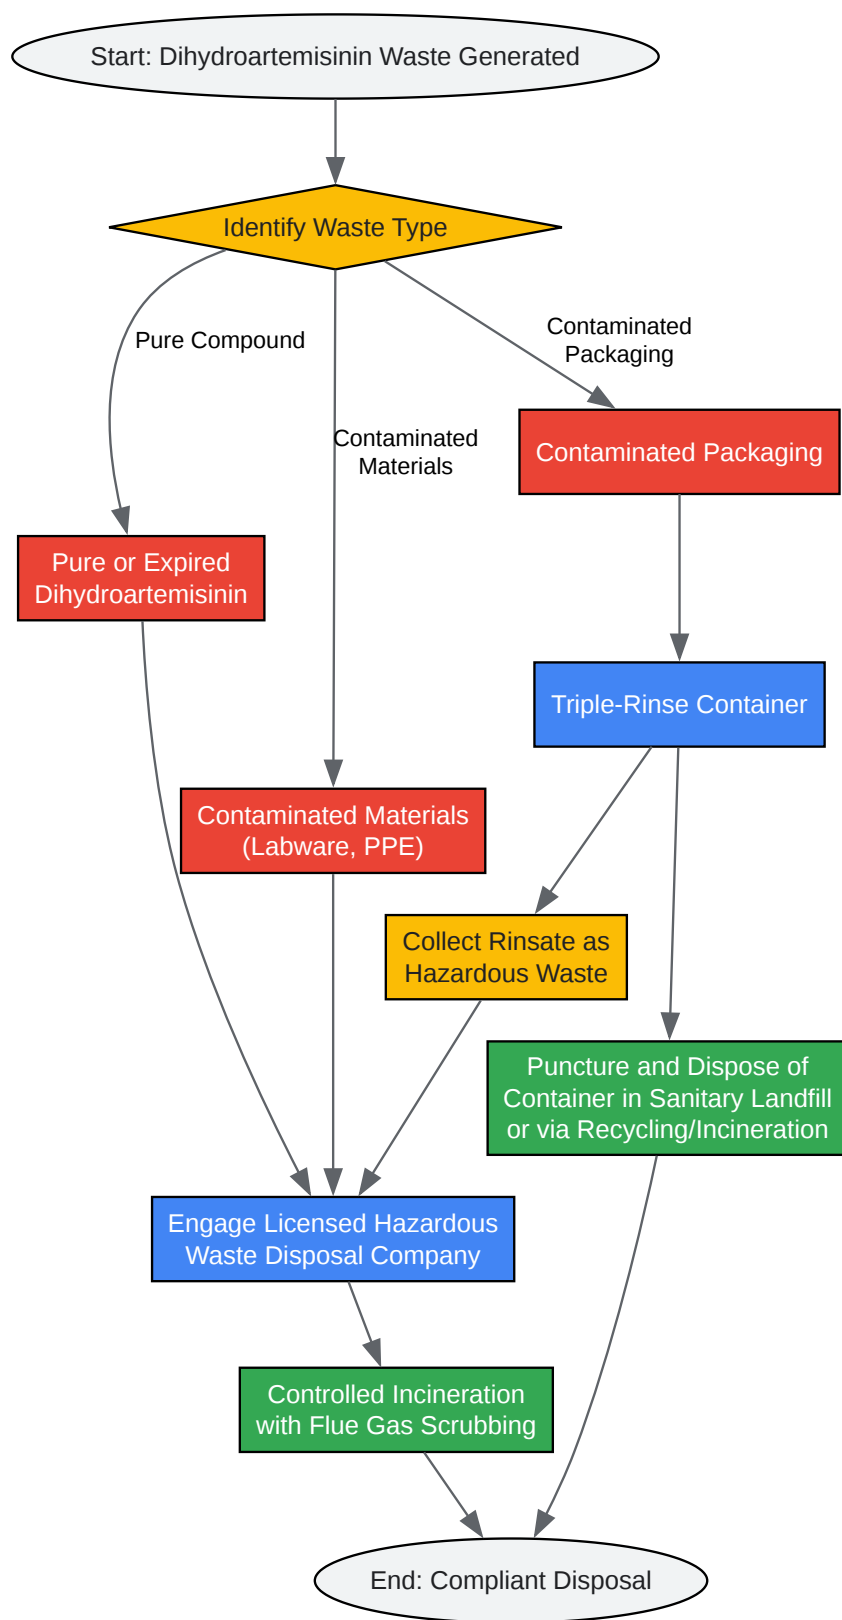 Start: Dihydroartemisinin Waste Generated
Identify Waste Type
Pure Compound
Contaminated
Packaging
Contaminated
Materials
Contaminated Packaging
Pure or Expired
Dihydroartemisinin
Triple-Rinse Container
Contaminated Materials
(Labware, PPE)
Collect Rinsate as
Hazardous Waste
Puncture and Dispose of
Container in Sanitary Landfill
or via Recycling/Incineration
Engage Licensed Hazardous
Waste Disposal Company
Controlled Incineration
with Flue Gas Scrubbing
End: Compliant Disposal